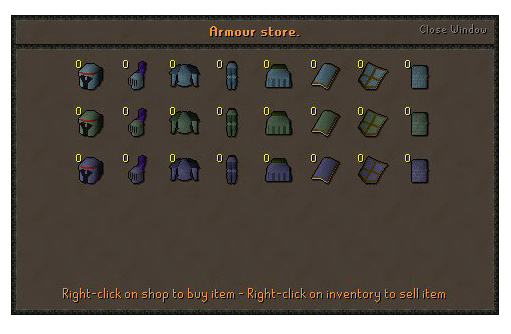 Armour store.
Close Window
0 0 0 0 0 0 0 0
0 0 0 0 0 0 0 0
0 0 0 0 0 0 0 0
Right-click on shop to buy item - Right-click on inventory to sell item